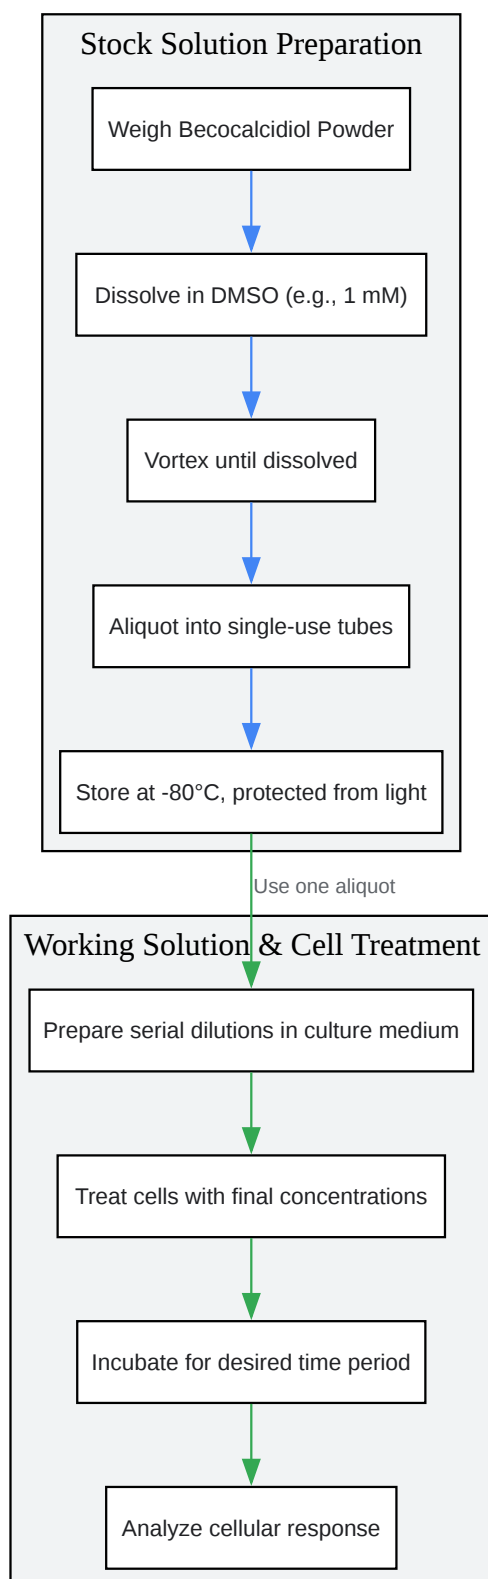 Stock Solution Preparation
Weigh Becocalcidiol Powder
Dissolve in DMSO (e.g., 1 mM)
Vortex until dissolved
Aliquot into single-use tubes
Store at -80°C, protected from light
Use one aliquot
Working Solution & Cell Treatment
Prepare serial dilutions in culture medium
Treat cells with final concentrations
Incubate for desired time period
Analyze cellular response